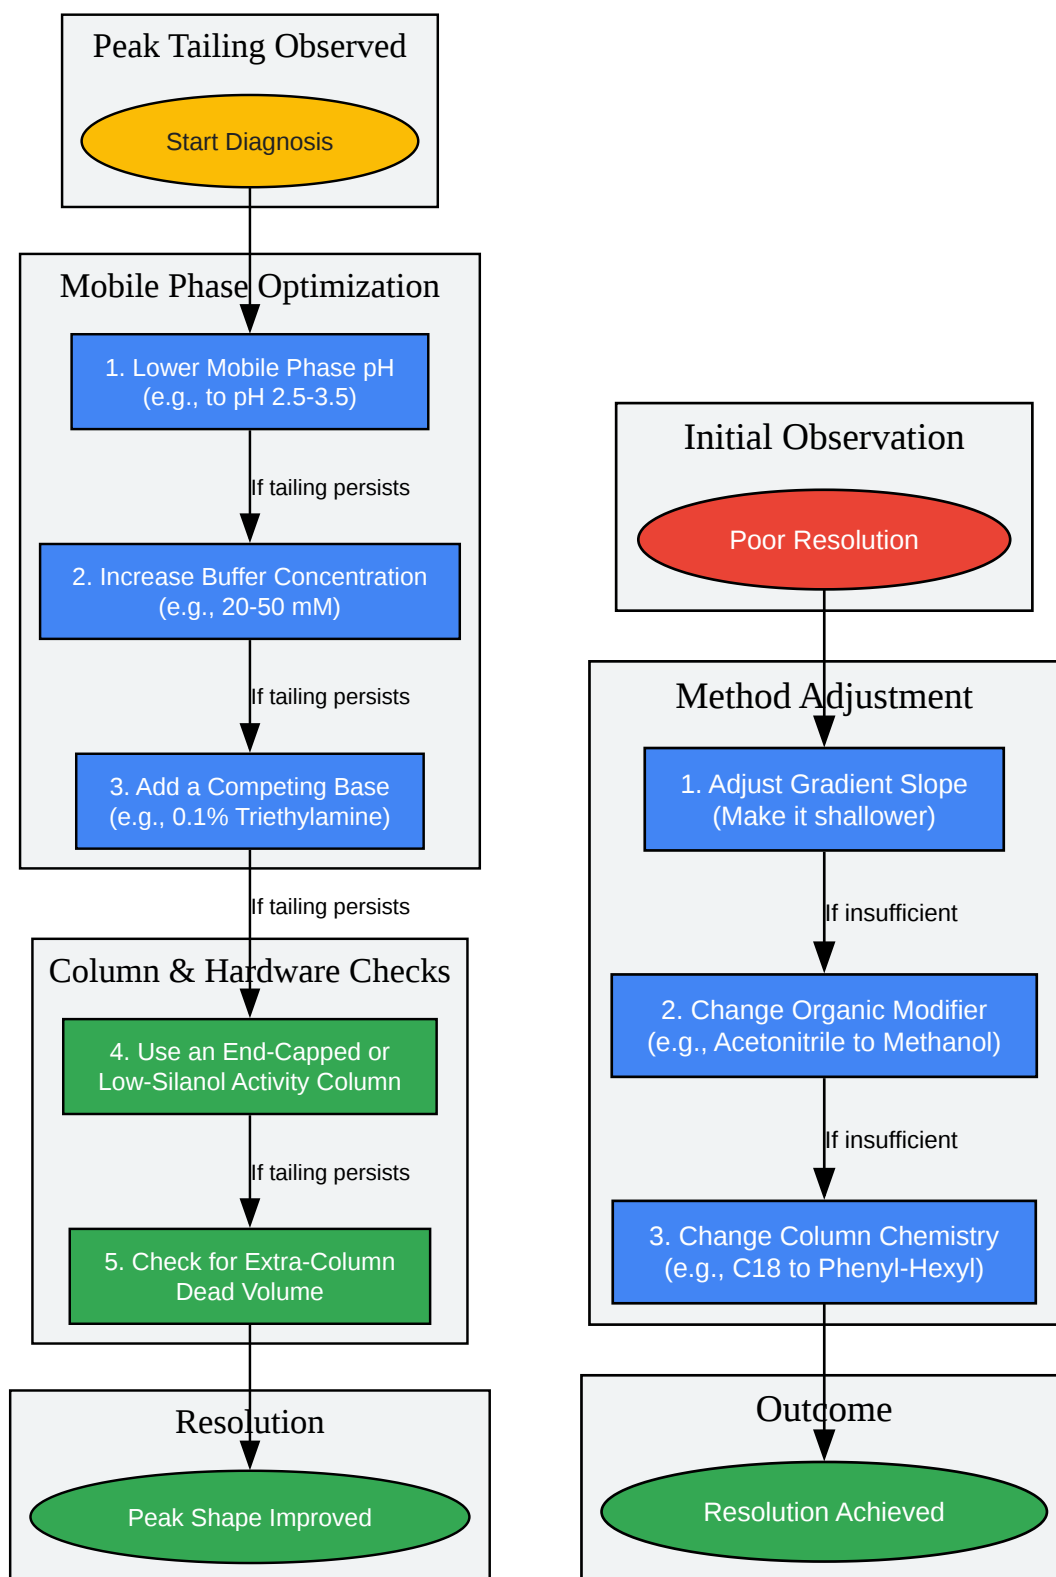 Peak Tailing Observed
Start Diagnosis
Mobile Phase Optimization
1. Lower Mobile Phase pH
(e.g., to pH 2.5-3.5)
If tailing persists
2. Increase Buffer Concentration
(e.g., 20-50 mM)
If tailing persists
3. Add a Competing Base
(e.g., 0.1% Triethylamine)
If tailing persists
Column & Hardware Checks
4. Use an End-Capped or
Low-Silanol Activity Column
If tailing persists
5. Check for Extra-Column
Dead Volume
Resolution
Peak Shape Improved
Initial Observation
Poor Resolution
Method Adjustment
1. Adjust Gradient Slope
(Make it shallower)
If insufficient
2. Change Organic Modifier
(e.g., Acetonitrile to Methanol)
If insufficient
3. Change Column Chemistry
(e.g., C18 to Phenyl-Hexyl)
Outcome
Resolution Achieved